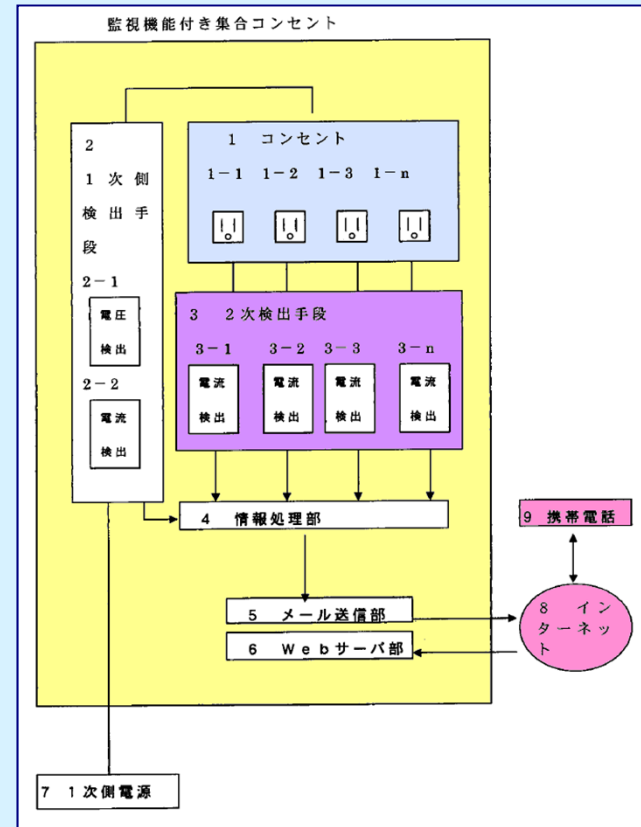 監視機能付き集合コンセント
2
1次側
検出手
段
2-1
電圧
検出
2-2
電流
検出
1 コンセント
1-1 1-2 1-3 1-n
3 2次検出手段
3-1 3-2 3-3 3-n
電流 電流 電流 電流
検出 検出 検出 検出
4 情報処理部
5 メール送信部
6 Webサーバ部
9 携帯電話
8 イン
ターネッ
ト
7 1次側電源